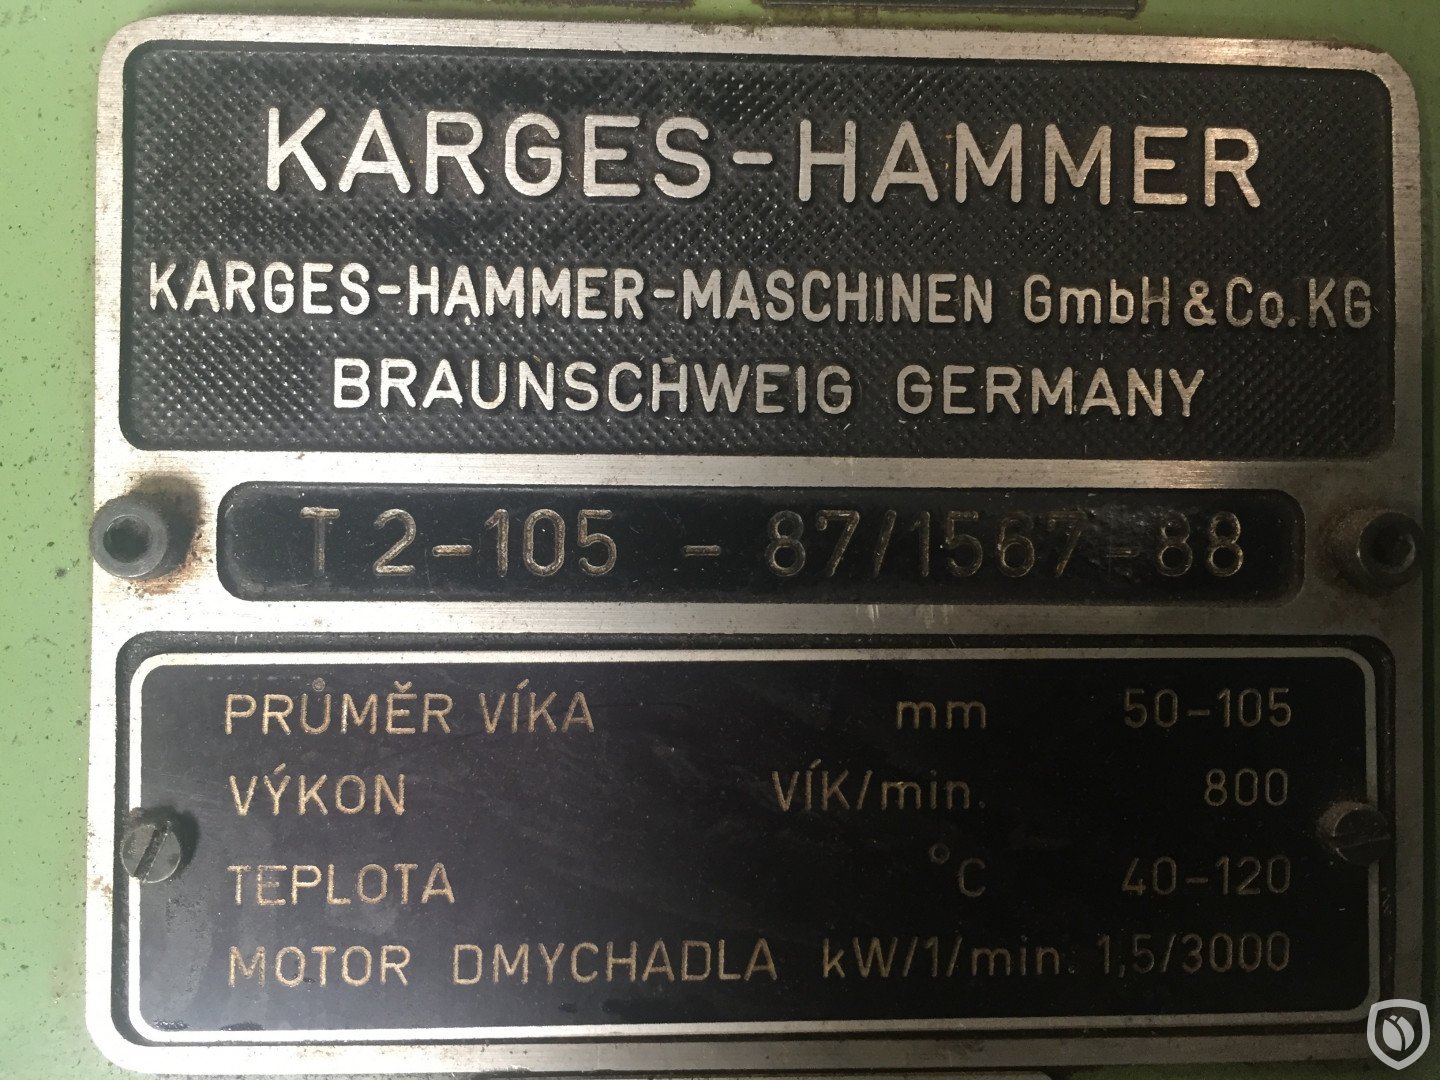 KARGES-HAMMER
KARGES-HAMMER-MASCHINEN GmbH & Co. KG
BRAUNSCHWEIG GERMANY
T 2-105 - 87/1567-88
PRŮMĚR VÍKA mm 50-105
VÝKON VÍK/min. 800
TEPLOTA °C 40-120
MOTOR DMYCHADLA kW/1/min. 1,5/3000